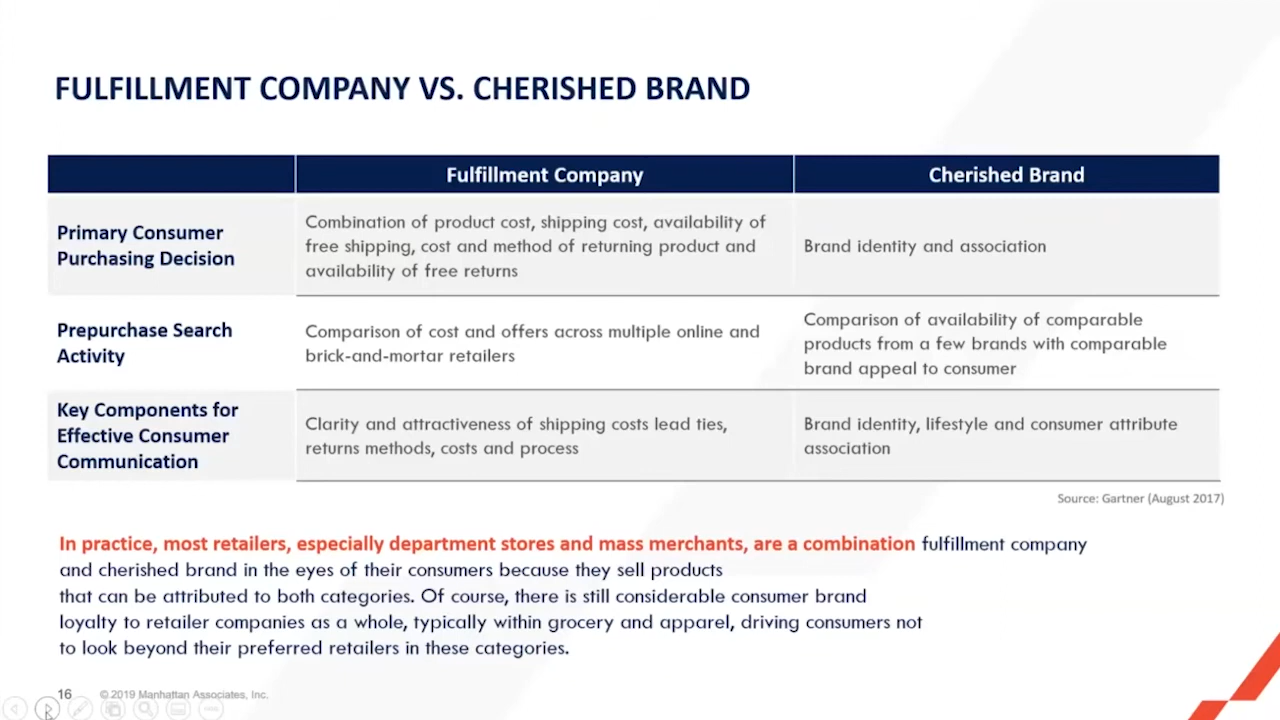 FULFILLMENT COMPANY VS. CHERISHED BRAND
Fulfillment Company
Cherished Brand
Primary Consumer
Purchasing Decision
Combination of product cost, shipping cost, availability of
free shipping, cost and method of returning product and
availability of free returns
Brand identity and association
Prepurchase Search
Activity
Comparison of cost and offers across multiple online and
brick-and-mortar retailers
Comparison of availability of comparable
products from a few brands with comparable
brand appeal to consumer
Key Components for
Effective Consumer
Communication
Clarity and attractiveness of shipping costs lead ties,
returns methods, costs and process
Brand identity, lifestyle and consumer attribute
association
Source: Gartner (August 2017)
In practice, most retailers, especially department stores and mass merchants, are a combination fulfillment company
and cherished brand in the eyes of their consumers because they sell products
that can be attributed to both categories. Of course, there is still considerable consumer brand
loyalty to retailer companies as a whole, typically within grocery and apparel, driving consumers not
to look beyond their preferred retailers in these categories.
16
© 2019 Manhattan Associates, Inc.